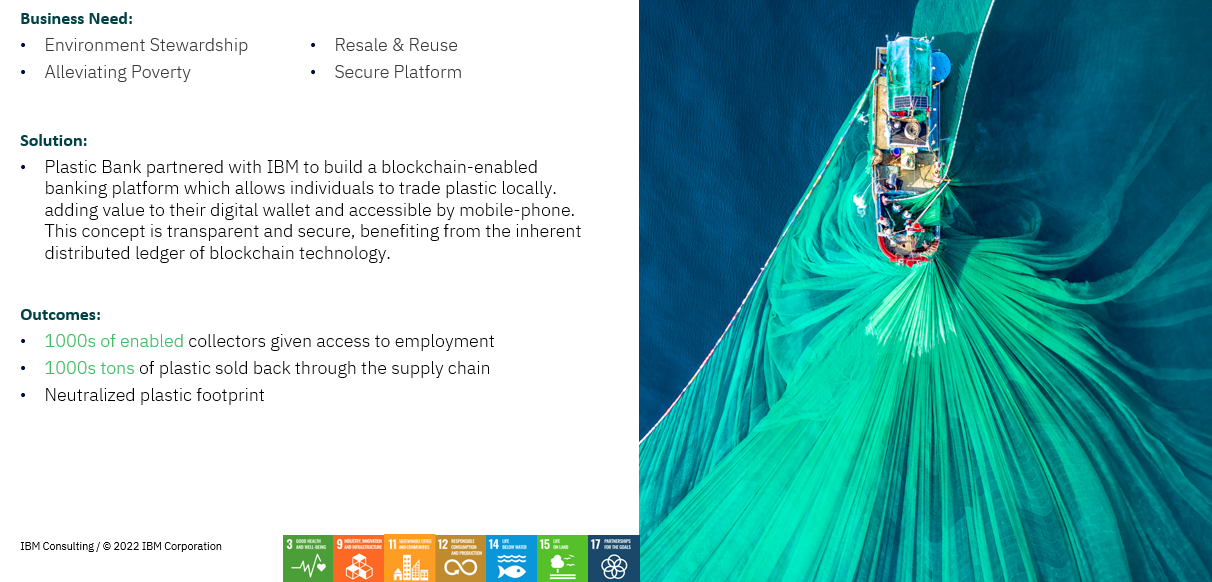 Business Need:
• Environment Stewardship
• Alleviating Poverty
• Resale & Reuse
• Secure Platform
Solution:
• Plastic Bank partnered with IBM to build a blockchain-enabled
banking platform which allows individuals to trade plastic locally.
adding value to their digital wallet and accessible by mobile-phone.
This concept is transparent and secure, benefiting from the inherent
distributed ledger of blockchain technology.
Outcomes:
• 1000s of enabled collectors given access to employment
• 1000s tons of plastic sold back through the supply chain
• Neutralized plastic footprint
IBM Consulting / © 2022 IBM Corporation
3 GOOD HEALTH
AND WELL-BEING
9 INDUSTRY, INNOVATION
AND INFRASTRUCTURE
11 SUSTAINABLE CITIES
AND COMMUNITIES
12 RESPONSIBLE
CONSUMPTION
AND PRODUCTION
14 LIFE
BELOW WATER
15 LIFE
ON LAND
17 PARTNERSHIPS
FOR THE GOALS